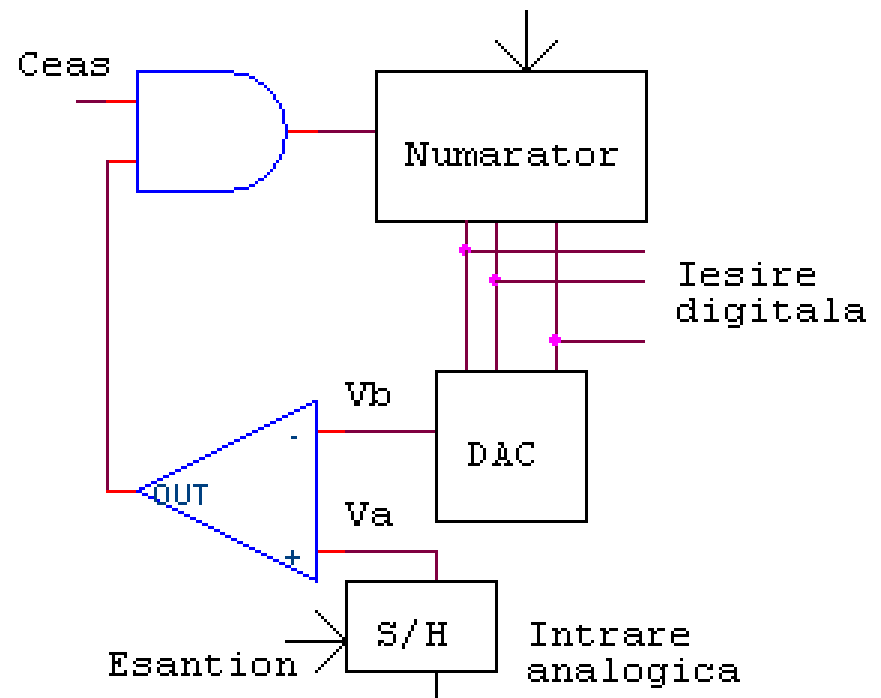 Ceas
Numarator
Iesire
digitala
Vb
-
DAC
OUT
Va
+
S/H
Intrare
analogica
Esantion